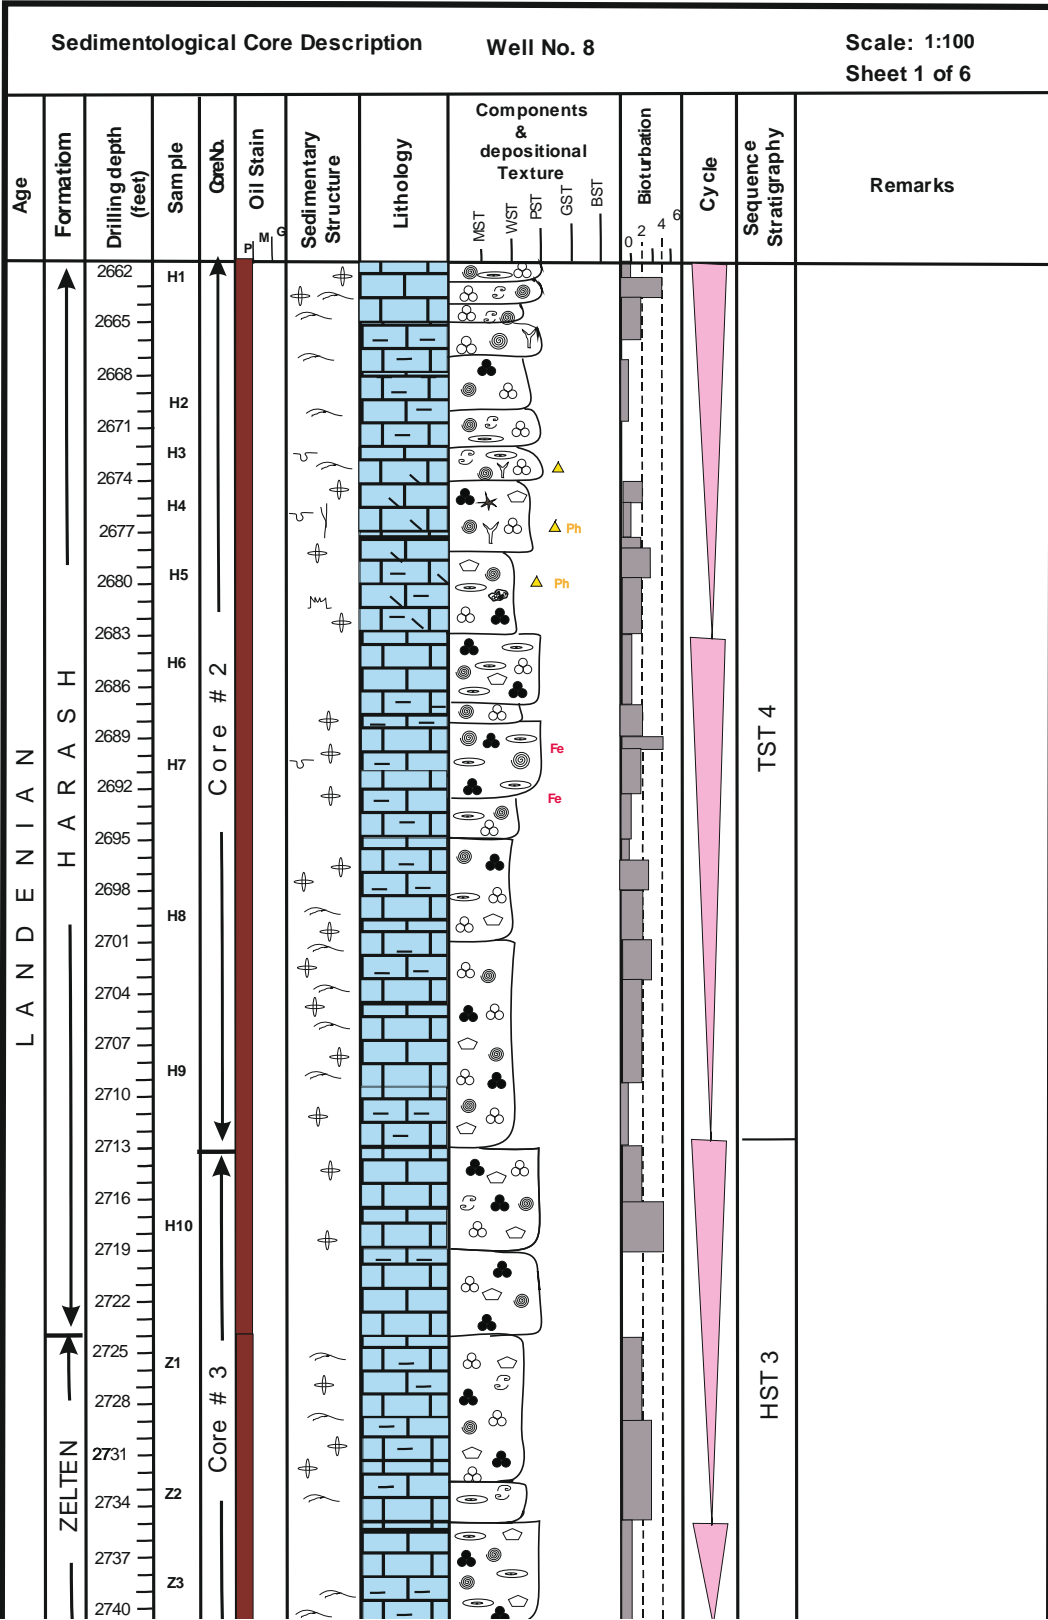 Sedimentological Core Description
Well No. 8
Scale: 1:100
Sheet 1 of 6
Age
Formatiom
Drilling depth
(feet)
Sample
CoreNo.
Oil Stain
P M G
Sedimentary
Structure
Lithology
Components
&
depositional
Texture
MST
WST
PST
GST
BST
Bioturbation
0 2 4 6
Cycle
Sequence
Stratigraphy
Remarks
LANDENIAN
HARASH
ZELTEN
2662
2665
2668
2671
2674
2677
2680
2683
2686
2689
2692
2695
2698
2701
2704
2707
2710
2713
2716
2719
2722
2725
2728
2731
2734
2737
2740
H1
H2
H3
H4
H5
H6
H7
H8
H9
H10
Z1
Z2
Z3
Core # 2
Core # 3
Ph
Ph
Fe
Fe
TST 4
HST 3